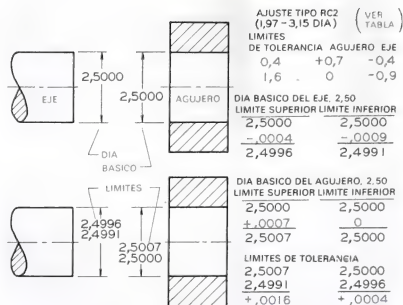 AJUSTE TIPO RC2
(1,97 – 3,15 DIA)
(VER TABLA)
LIMITES
DE TOLERANCIA AGUJERO EJE
0,4 +0,7 -0,4
1,6 0 -0,9
EJE
2,5000
2,5000
AGUJERO
DIA BASICO
DIA BASICO DEL EJE, 2,50
LIMITE SUPERIOR LIMITE INFERIOR
2,5000 2,5000
-,0004 -,0009
2,4996 2,4991
LIMITES
2,4996
2,4991
2,5007
2,5000
DIA BASICO DEL AGUJERO, 2,50
LIMITE SUPERIOR LIMITE INFERIOR
2,5000 2,5000
+,0007 0
2,5007 2,5000
LIMITES DE TOLERANCIA
2,5007 2,5000
2,4991 2,4996
+,0016 +,0004